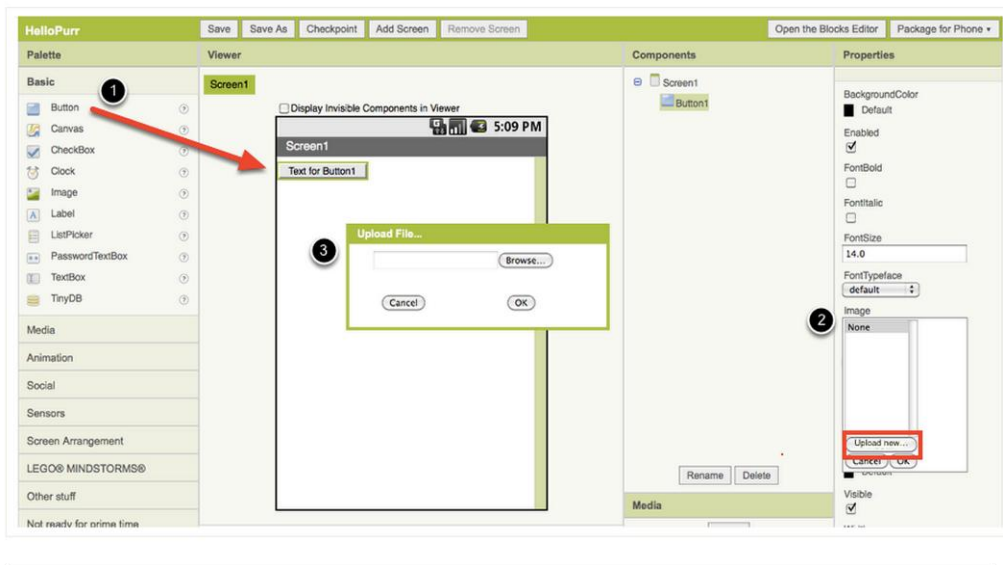 HelloPurr
Save
Save As
Checkpoint
Add Screen
Remove Screen
Open the Blocks Editor
Package for Phone
Palette
Viewer
Components
Properties
Basic
1
Button
Canvas
CheckBox
Clock
Image
Label
ListPicker
PasswordTextBox
TextBox
TinyDB
Media
Animation
Social
Sensors
Screen Arrangement
LEGO® MINDSTORMS®
Other stuff
Not ready for prime time
Screen1
Display Invisible Components in Viewer
5:09 PM
Screen1
Text for Button1
3
Upload File...
Browse...
Cancel
OK
Screen1
Button1
Rename
Delete
Media
BackgroundColor
Default
Enabled
FontBold
FontItalic
FontSize
14.0
FontTypeface
default
Image
2
None
Upload new...
Cancel
OK
Default
Visible